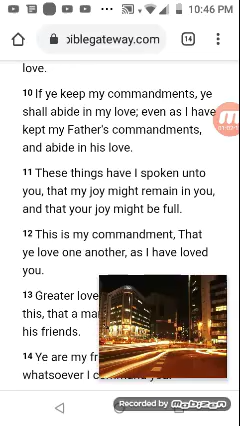 10:46 PM
biblegateway.com
14
love.
10 If ye keep my commandments, ye
shall abide in my love; even as I have
kept my Father's commandments,
and abide in his love.
11 These things have I spoken unto
you, that my joy might remain in you,
and that your joy might be full.
12 This is my commandment, That
ye love one another, as I have loved
you.
13 Greater love
this, that a
his friends.
14 Ye are my
whatsoever I
Recorded by mobizen